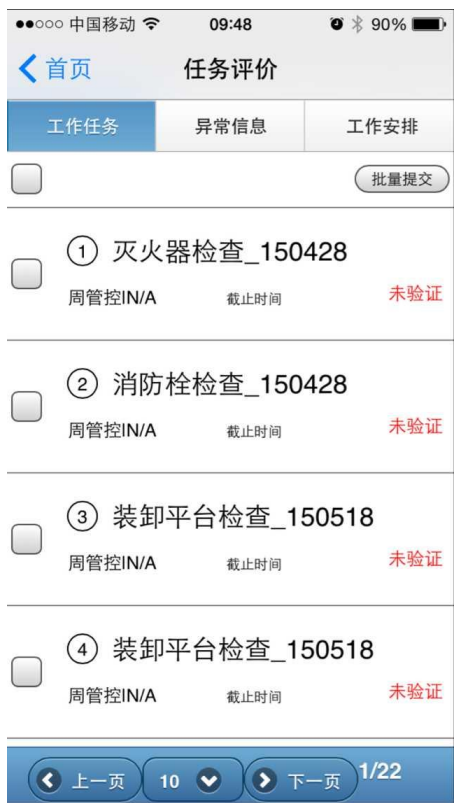 中国移动 09:48 90%
首页 任务评价
工作任务 异常信息 工作安排
批量提交
1 灭火器检查_150428
周管控IN/A 截止时间 未验证
2 消防栓检查_150428
周管控IN/A 截止时间 未验证
3 装卸平台检查_150518
周管控IN/A 截止时间 未验证
4 装卸平台检查_150518
周管控IN/A 截止时间 未验证
上一页 10 下一页 1/22